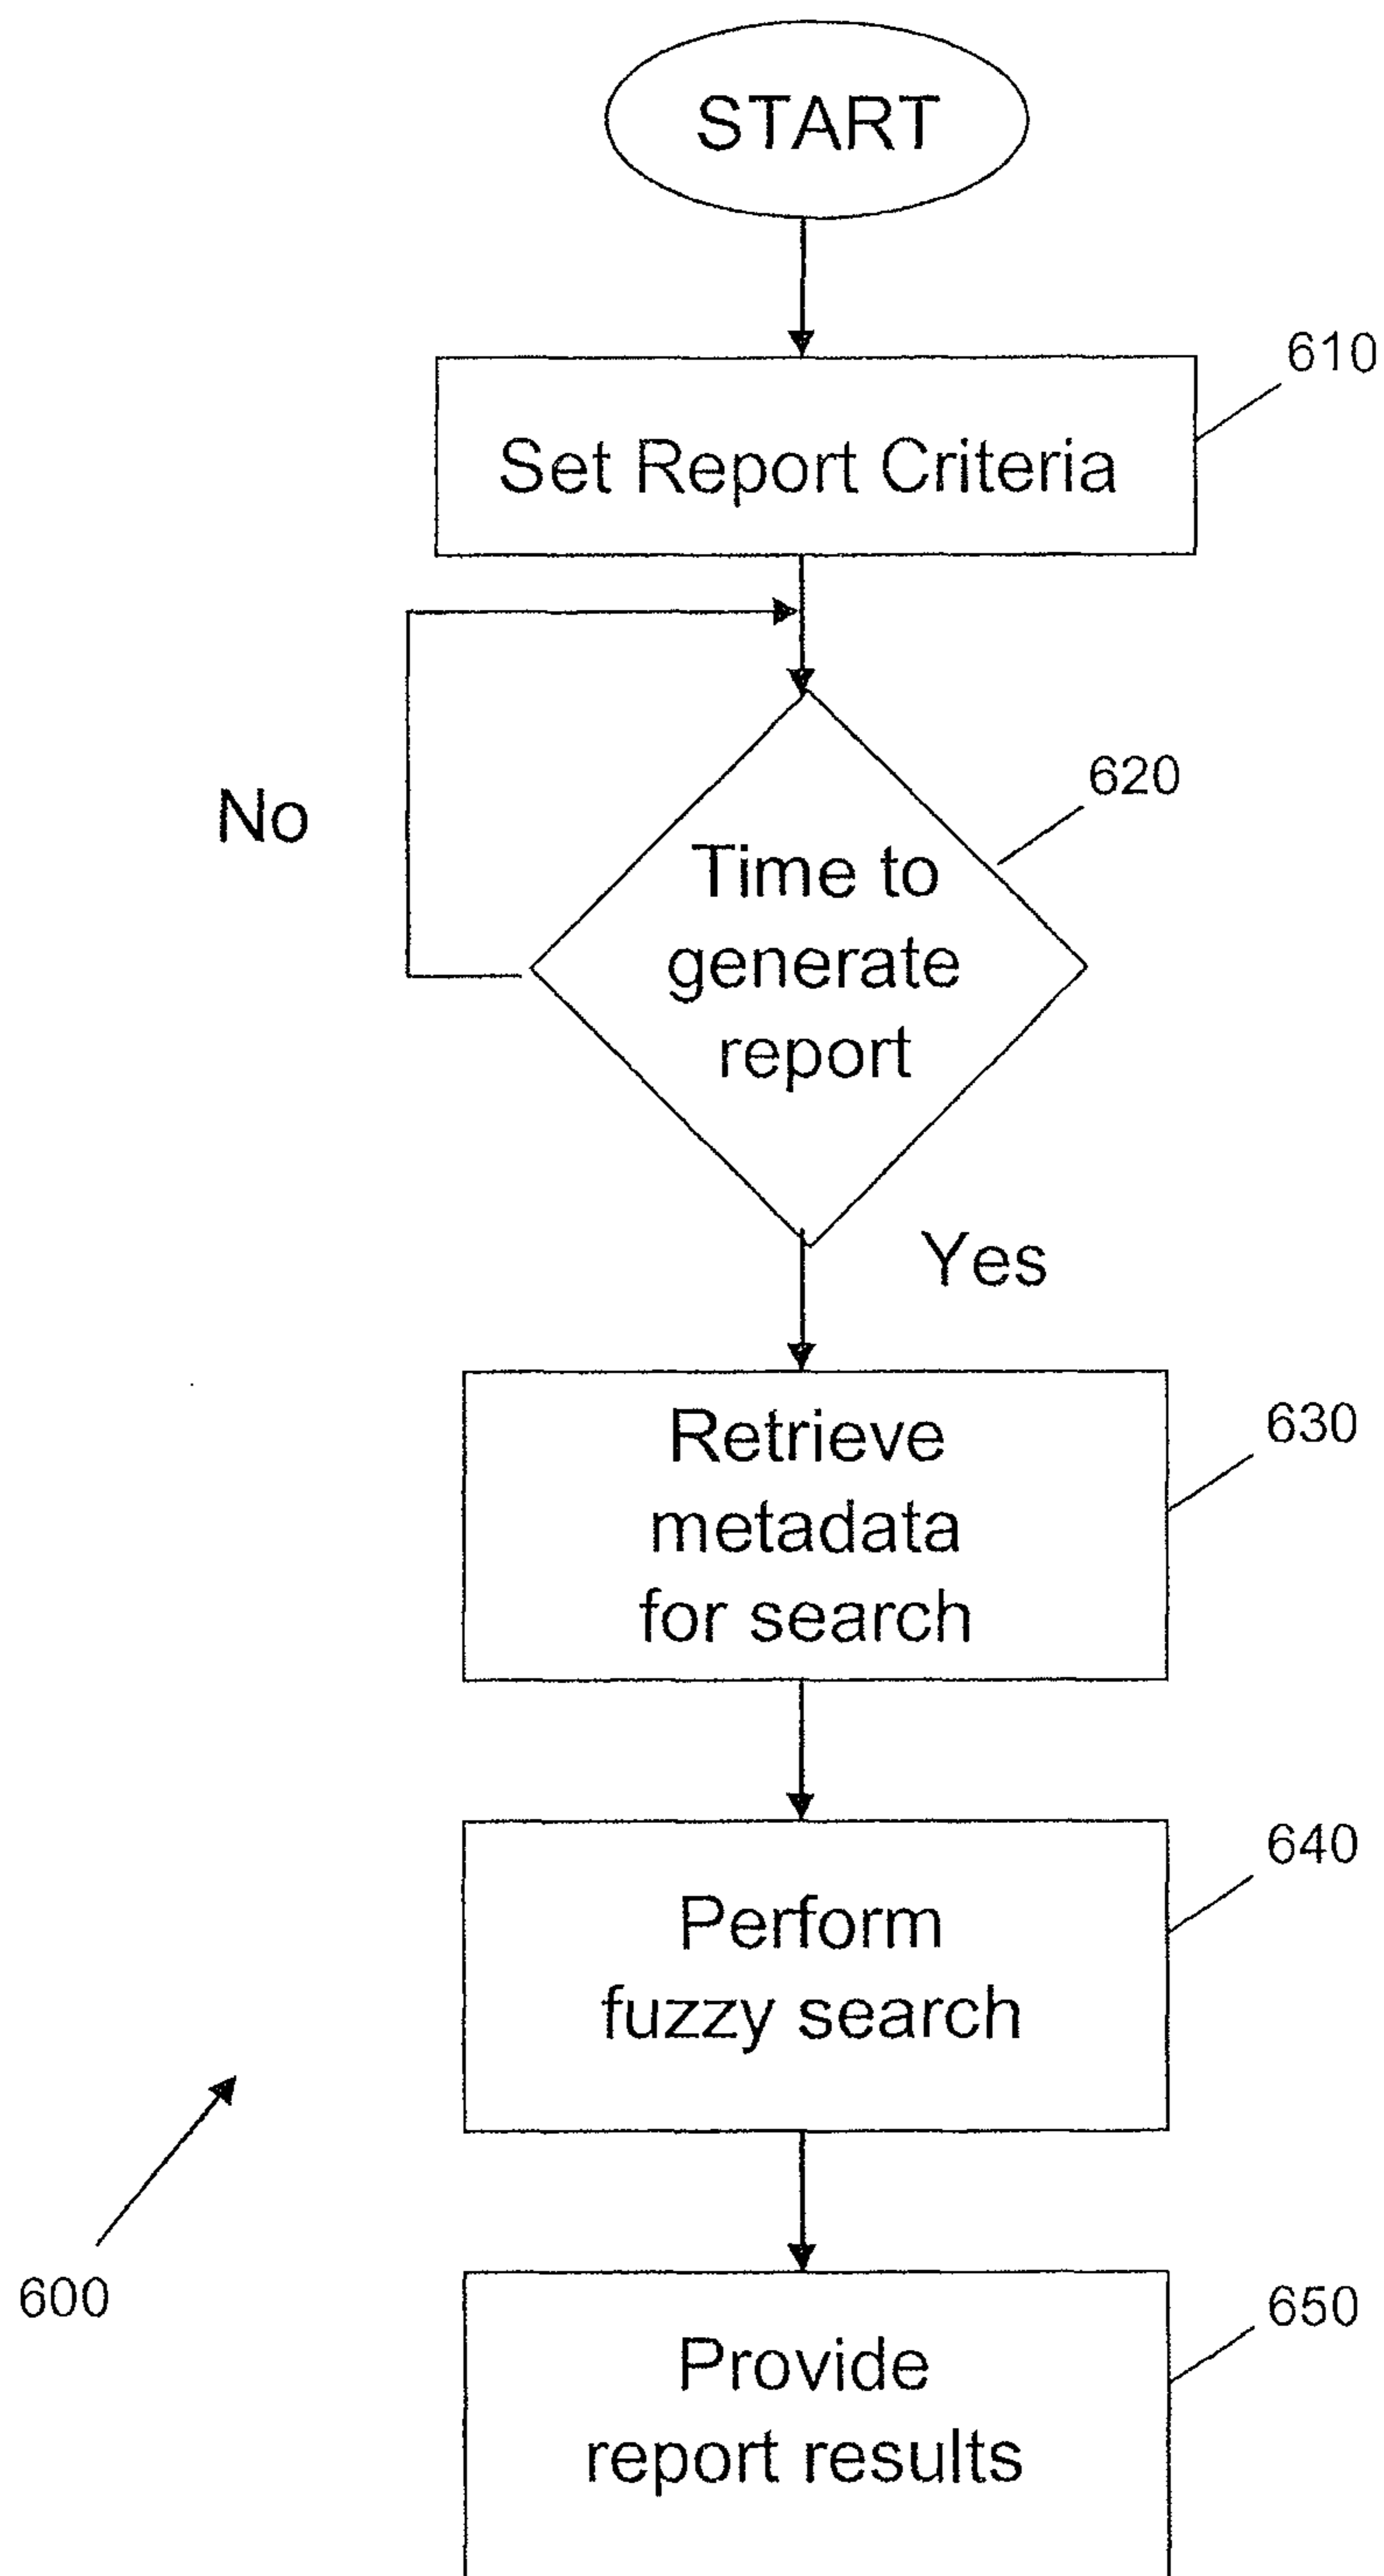 START
610
Set Report Criteria
620
No
Time to
generate
report
Yes
630
Retrieve
metadata
for search
640
Perform
fuzzy search
600
650
Provide
report results